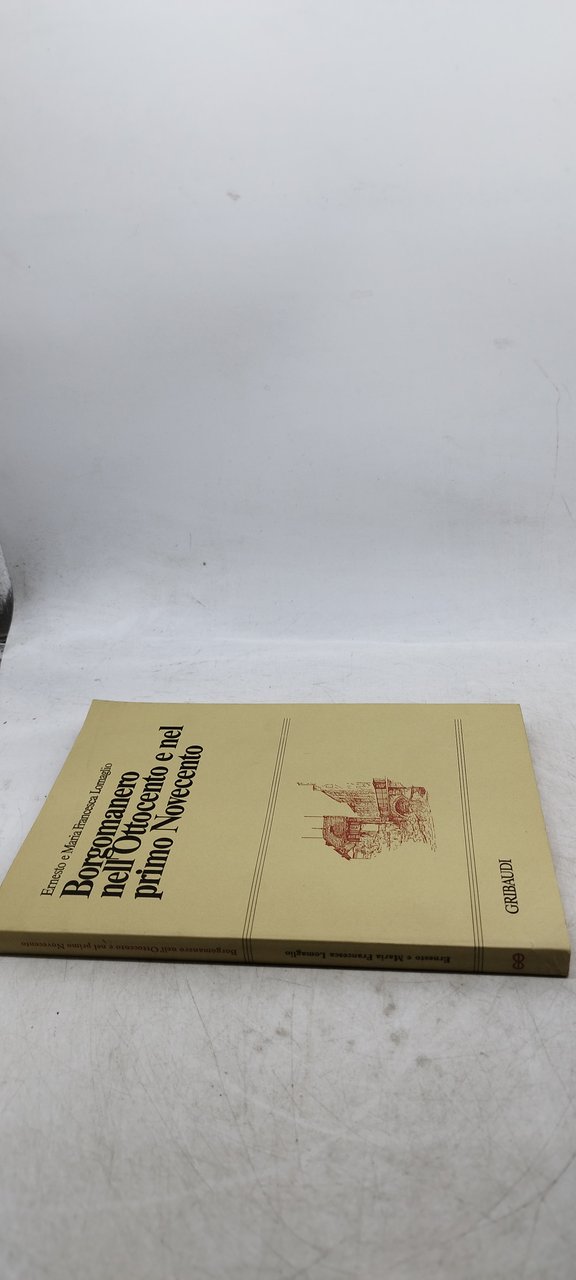 Ernesto e Maria Francesca Lomaglio
Borgomanero
nell'Ottocento e nel
primo Novecento
GRIBAUDI
Ernesto e Maria Francesca Lomaglio
Borgomanero nell'Ottocento e nel primo Novecento